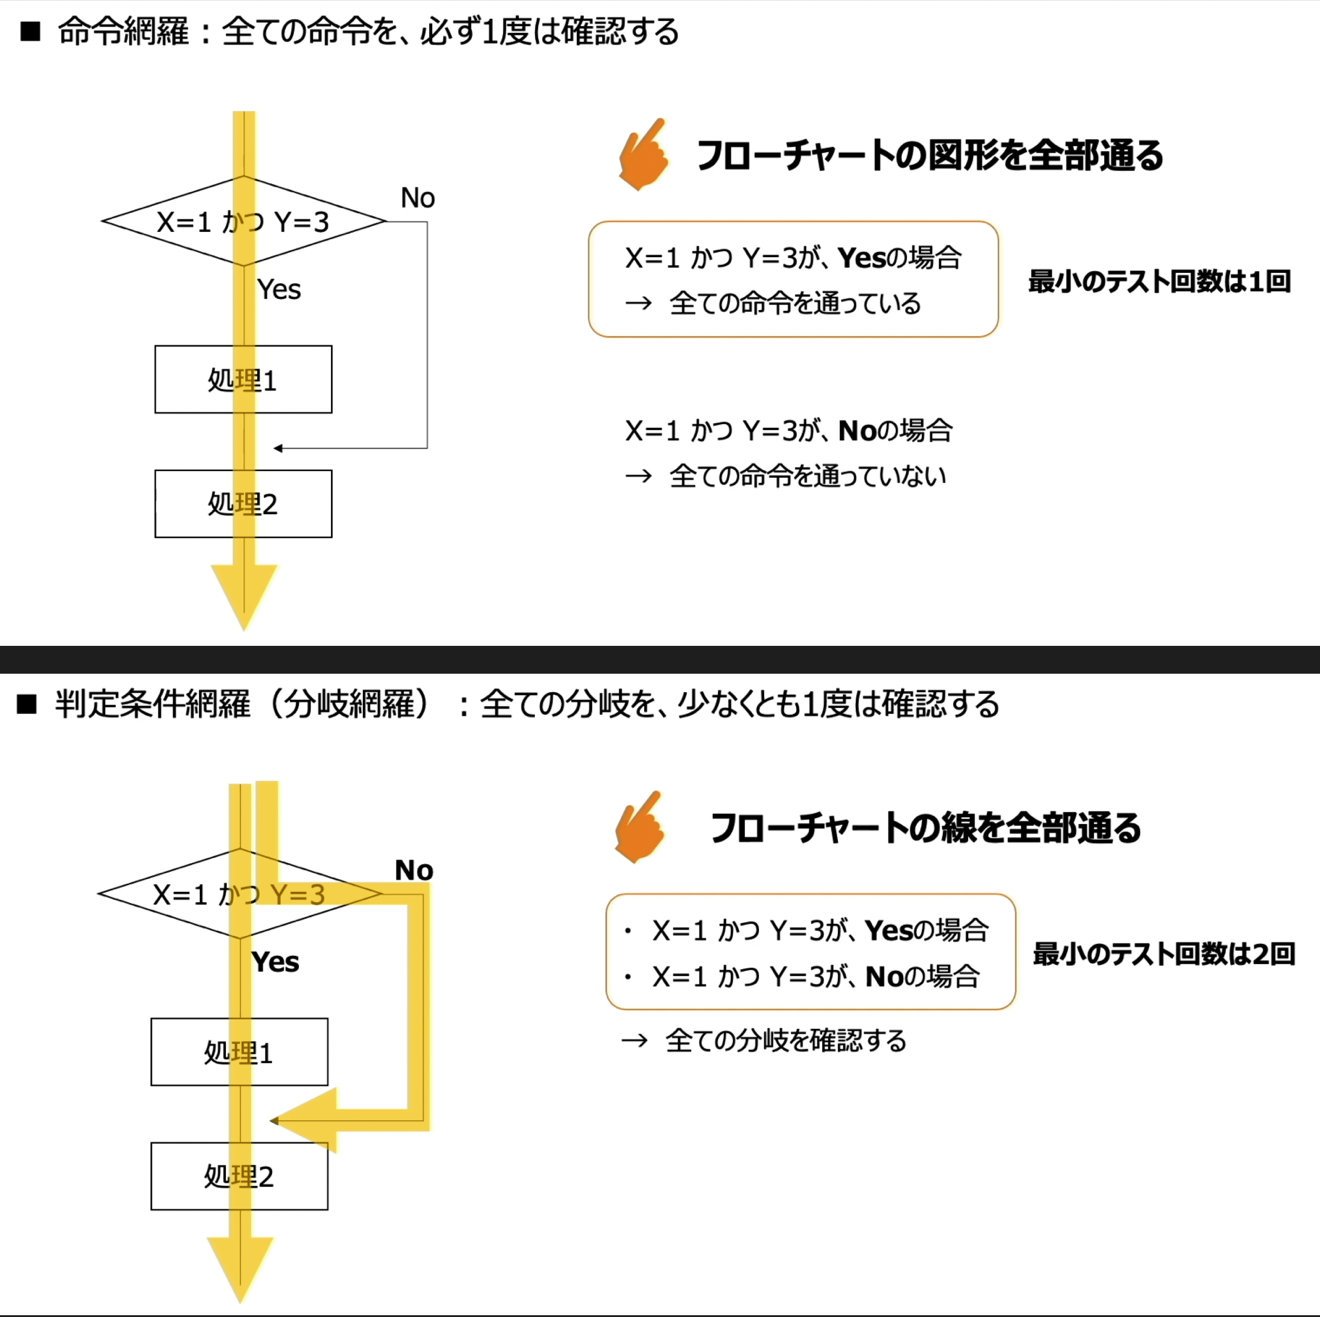 ■ 命令網羅：全ての命令を、必ず1度は確認する
フローチャートの図形を全部通る
No
X=1 かつ Y=3
Yes
処理1
処理2
X=1 かつ Y=3が、Yesの場合
→ 全ての命令を通っている
最小のテスト回数は1回
X=1 かつ Y=3が、Noの場合
→ 全ての命令を通っていない
■ 判定条件網羅（分岐網羅）：全ての分岐を、少なくとも1度は確認する
フローチャートの線を全部通る
No
X=1 かつ Y=3
Yes
処理1
処理2
・ X=1 かつ Y=3が、Yesの場合
・ X=1 かつ Y=3が、Noの場合
最小のテスト回数は2回
→ 全ての分岐を確認する